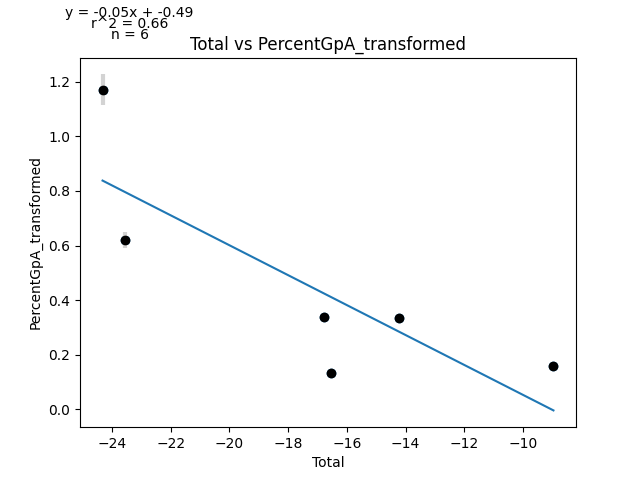 y = -0.05x + -0.49
r^2 = 0.66
n = 6
Total vs PercentGpA_transformed
1.2
1.0
0.8
0.6
0.4
0.2
0.0
PercentGpA_transformed
−24 −22 −20 −18 −16 −14 −12 −10
Total